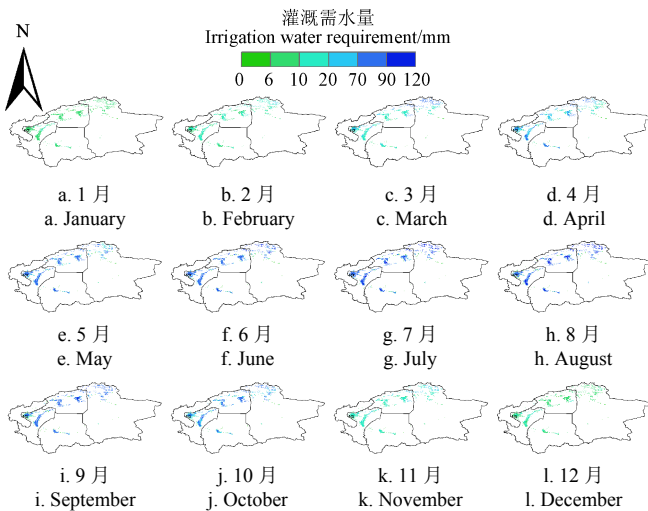 灌溉需水量
N
Irrigation water requirement/mm
0 6 10 20 70 90 120
a. 1 月 b. 2 月 c. 3 月 d. 4 月
a. January b. February c. March d. April
e. 5 月 f. 6 月 g. 7 月 h. 8 月
e. May f. June g. July h. August
i. 9 月 j. 10 月 k. 11 月 l. 12 月
i. September j. October k. November l. December